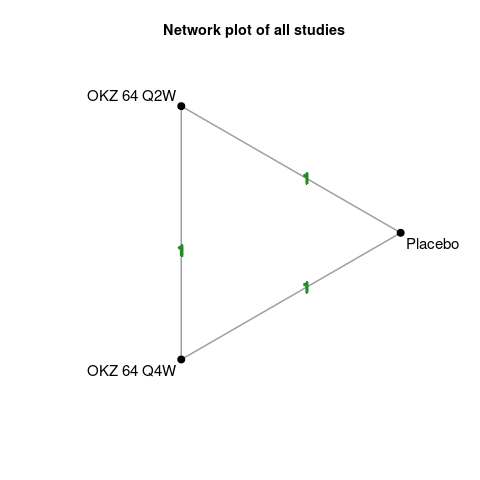 Network plot of all studies
OKZ 64 Q2W
1
1
Placebo
1
OKZ 64 Q4W